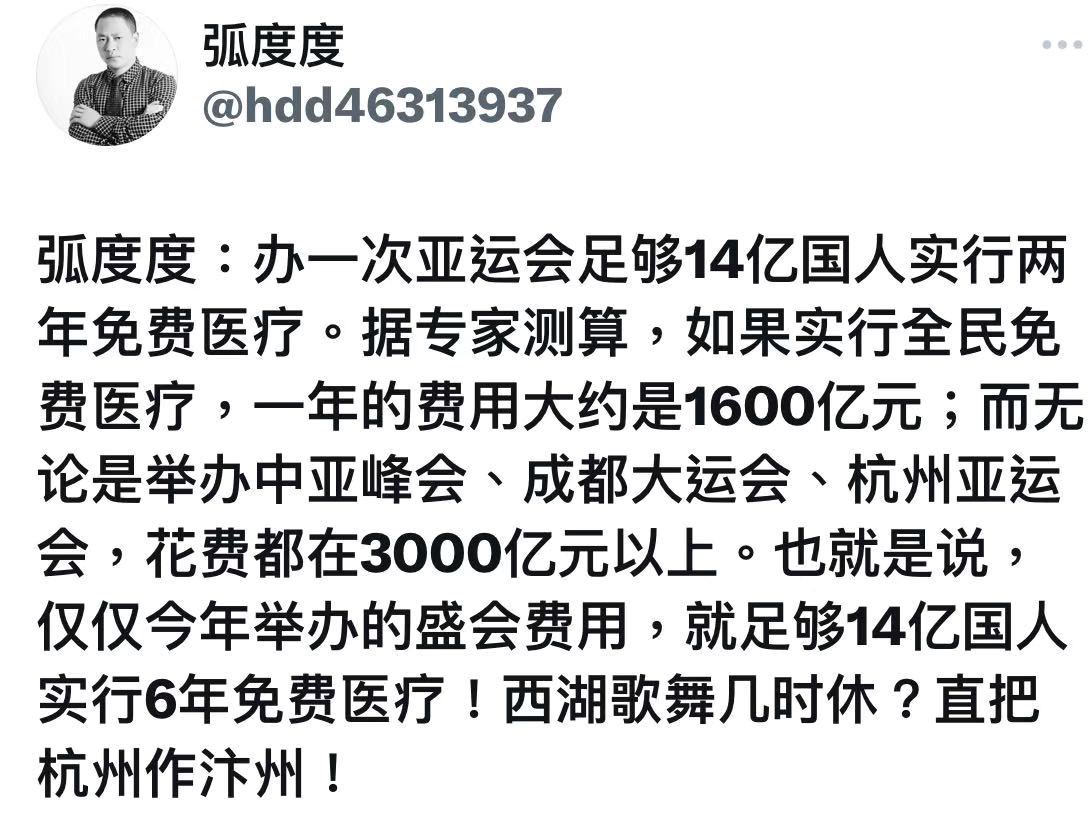 弧度度
@hdd46313937
弧度度：办一次亚运会足够14亿国人实行两
年免费医疗。据专家测算，如果实行全民免
费医疗，一年的费用大约是1600亿元；而无
论是举办中亚峰会、成都大运会、杭州亚运
会，花费都在3000亿元以上。也就是说，
仅仅今年举办的盛会费用，就足够14亿国人
实行6年免费医疗！西湖歌舞几时休？直把
杭州作汴州！